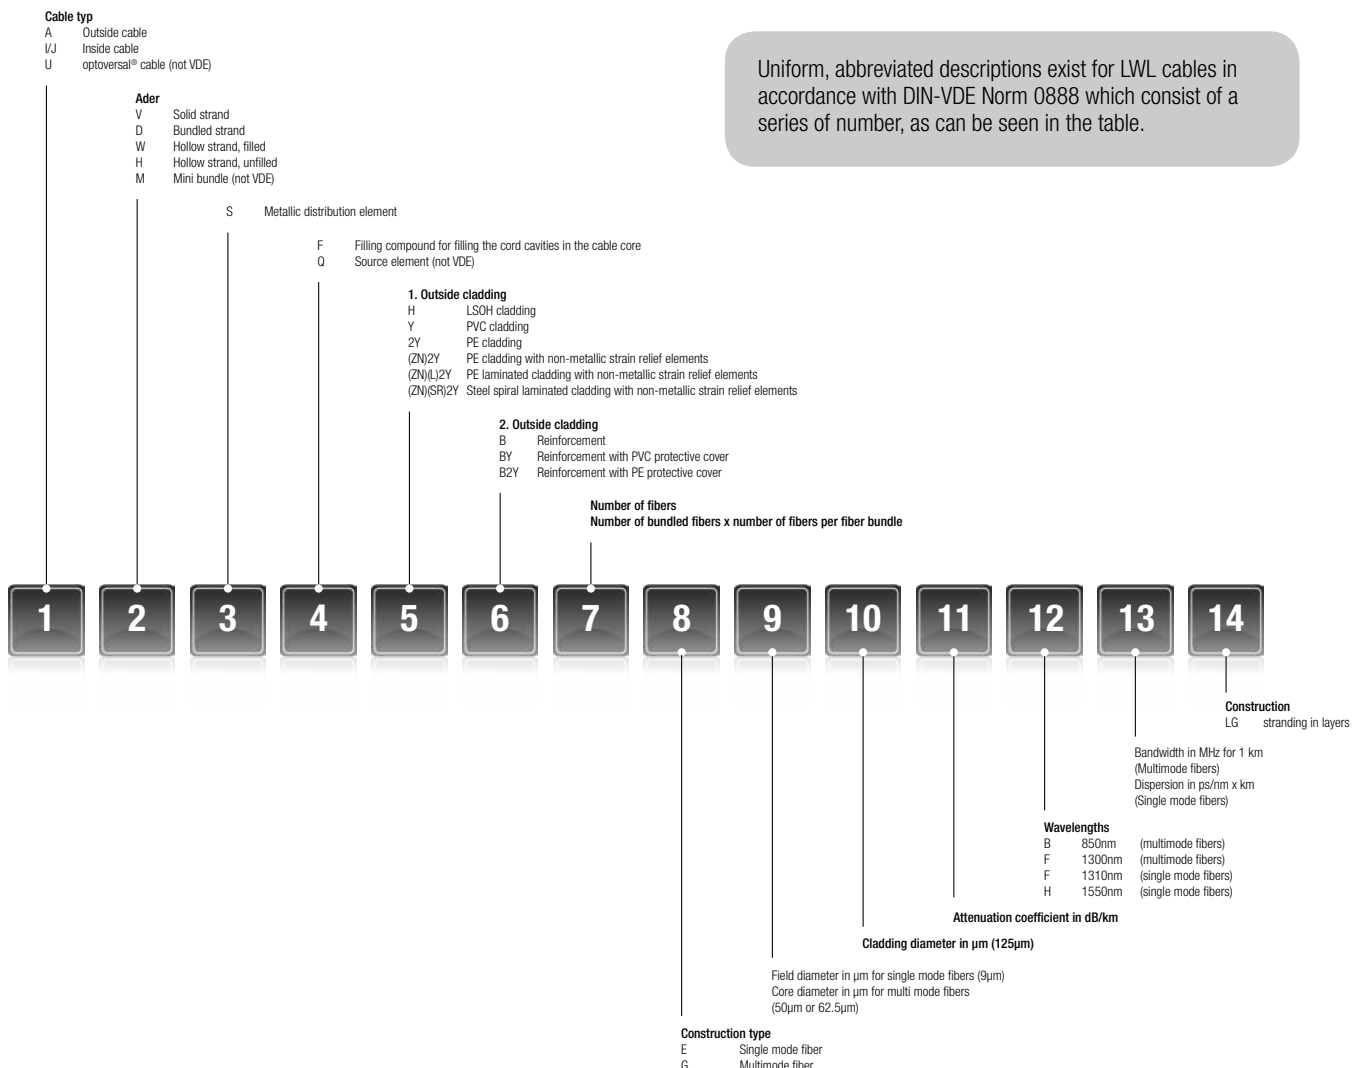 Cable typ
A Outside cable
I/J Inside cable
U optoversal® cable (not VDE)
Uniform, abbreviated descriptions exist for LWL cables in
accordance with DIN-VDE Norm 0888 which consist of a
series of number, as can be seen in the table.
Ader
V Solid strand
D Bundled strand
W Hollow strand, filled
H Hollow strand, unfilled
M Mini bundle (not VDE)
S Metallic distribution element
F Filling compound for filling the cord cavities in the cable core
Q Source element (not VDE)
1. Outside cladding
H LSOH cladding
Y PVC cladding
2Y PE cladding
(ZN)2Y PE cladding with non-metallic strain relief elements
(ZN)(L)2Y PE laminated cladding with non-metallic strain relief elements
(ZN)(SR)2Y Steel spiral laminated cladding with non-metallic strain relief elements
2. Outside cladding
B Reinforcement
BY Reinforcement with PVC protective cover
B2Y Reinforcement with PE protective cover
Number of fibers
Number of bundled fibers x number of fibers per fiber bundle
1 2 3 4 5 6 7 8 9 10 11 12 13 14
Construction
LG stranding in layers
Bandwidth in MHz for 1 km
(Multimode fibers)
Dispersion in ps/nm x km
(Single mode fibers)
Wavelengths
B 850nm (multimode fibers)
F 1300nm (multimode fibers)
F 1310nm (single mode fibers)
H 1550nm (single mode fibers)
Attenuation coefficient in dB/km
Cladding diameter in µm (125µm)
Field diameter in µm for single mode fibers (9µm)
Core diameter in µm for multi mode fibers
(50µm or 62.5µm)
Construction type
E Single mode fiber
G Multimode fiber